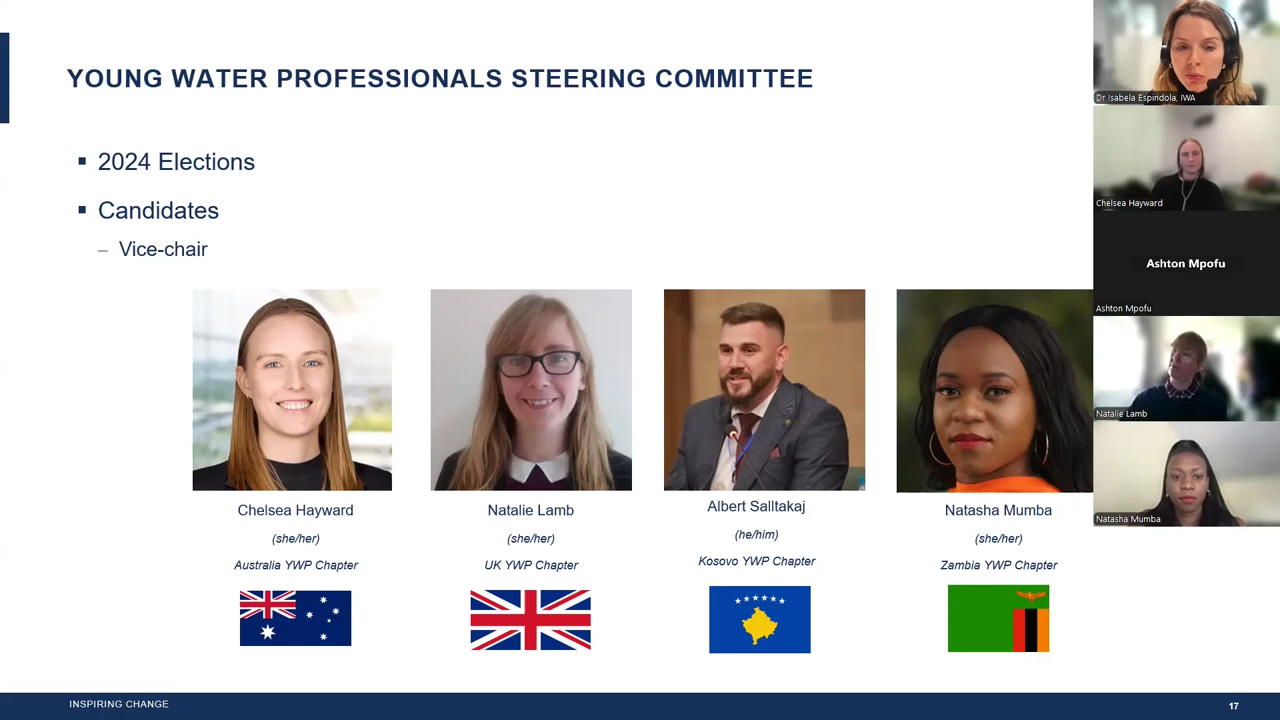 YOUNG WATER PROFESSIONALS STEERING COMMITTEE
2024 Elections
Candidates
– Vice-chair
Chelsea Hayward
(she/her)
Australia YWP Chapter
Natalie Lamb
(she/her)
UK YWP Chapter
Albert Salltakaj
(he/him)
Kosovo YWP Chapter
Natasha Mumba
(she/her)
Zambia YWP Chapter
INSPIRING CHANGE
17
Dr Isabela Espindola, IWA
Chelsea Hayward
Ashton Mpofu
Ashton Mpofu
Natalie Lamb
Natasha Mumba